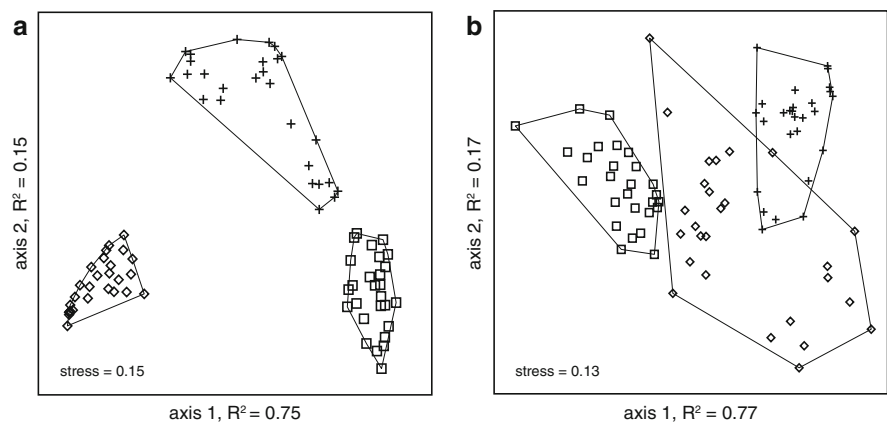 a
axis 2, R² = 0.15
stress = 0.15
axis 1, R² = 0.75
b
axis 2, R² = 0.17
stress = 0.13
axis 1, R² = 0.77